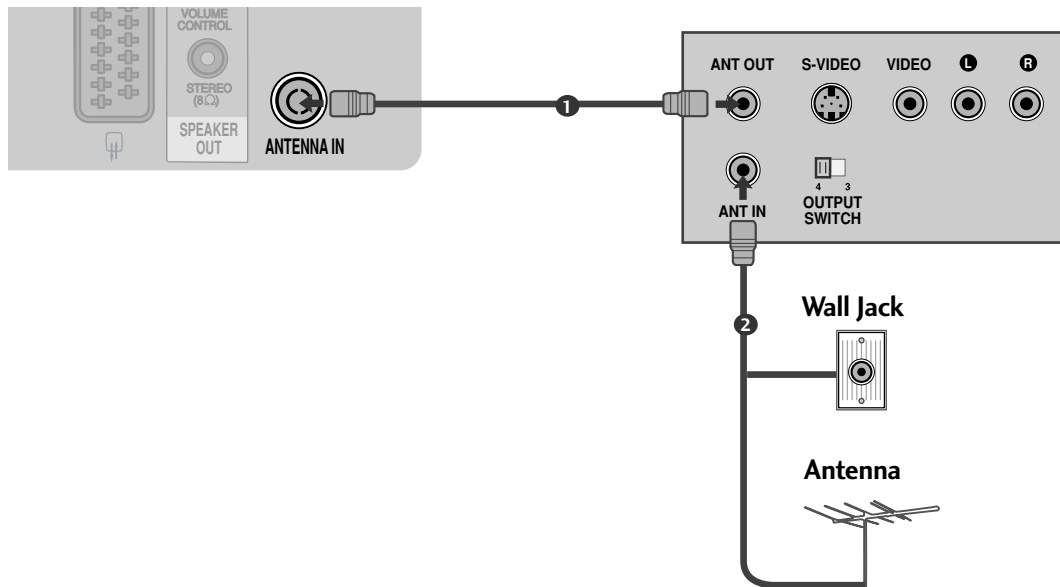 VOLUME
CONTROL
STEREO
(8Ω)
SPEAKER
OUT
ANTENNA IN
1
ANT OUT
S-VIDEO
VIDEO
L
R
ANT IN
4 3
OUTPUT
SWITCH
2
Wall Jack
Antenna